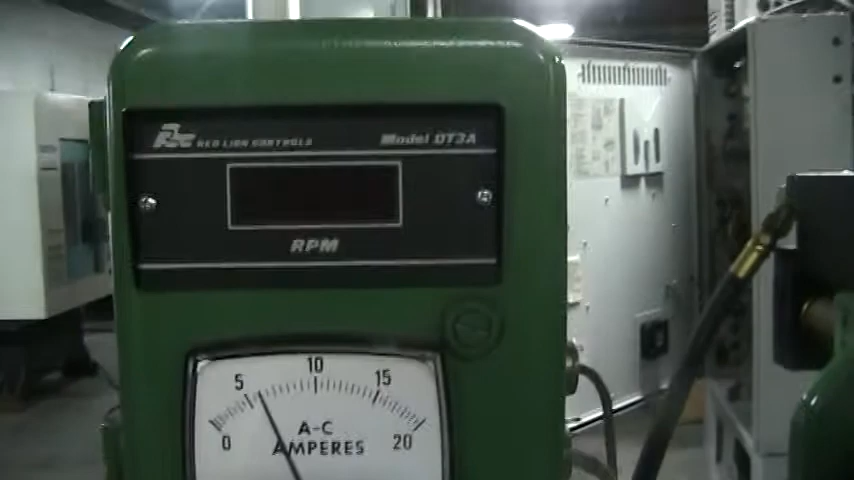 RED LION CONTROLS
Model DT3A
RPM
0 5 10 15 20
A-C
AMPERES